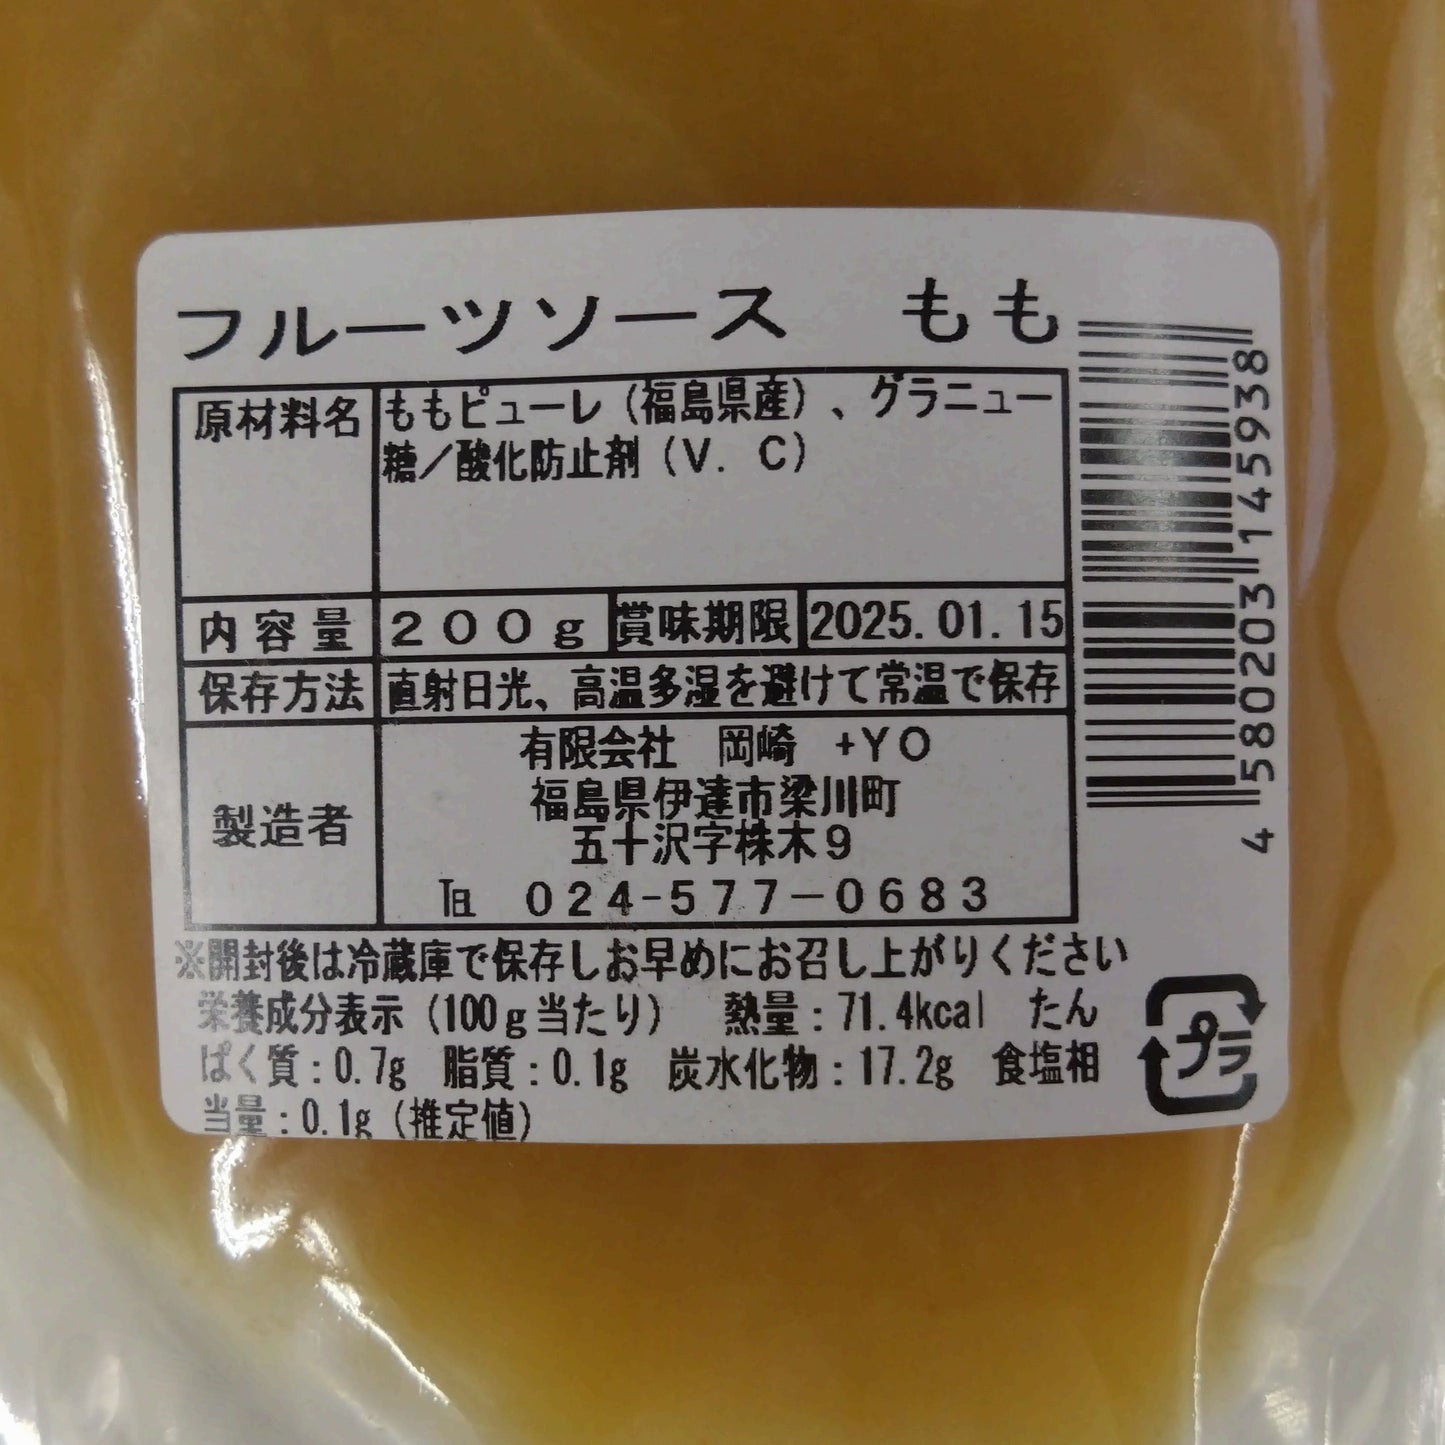 フルーツソース　もも
原材料名 ももピューレ（福島県産）、グラニュー
糖／酸化防止剤（V．C）
内容量 200g 賞味期限 2025.01.15
保存方法 直射日光、高温多湿を避けて常温で保存
製造者 有限会社　岡崎　+YO
福島県伊達市梁川町
五十沢字株木9
℡　024-577-0683
※開封後は冷蔵庫で保存しお早めにお召し上がりください
栄養成分表示（100g当たり）　熱量：71.4kcal　たん
ぱく質：0.7g　脂質：0.1g　炭水化物：17.2g　食塩相
当量：0.1g（推定値）
プラ
4580203145938